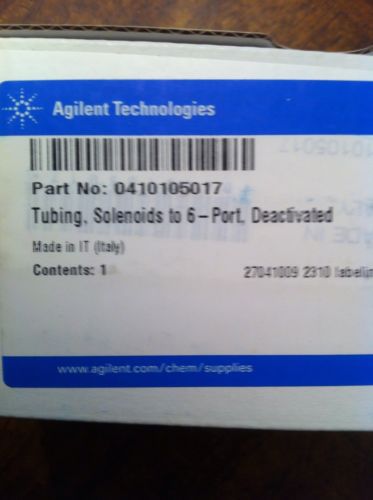 Agilent Technologies
Part No: 0410105017
Tubing, Solenoids to 6-Port, Deactivated
Made in IT (Italy)
Contents: 1
27041009 2310 labelin
www.agilent.com/chem/supplies